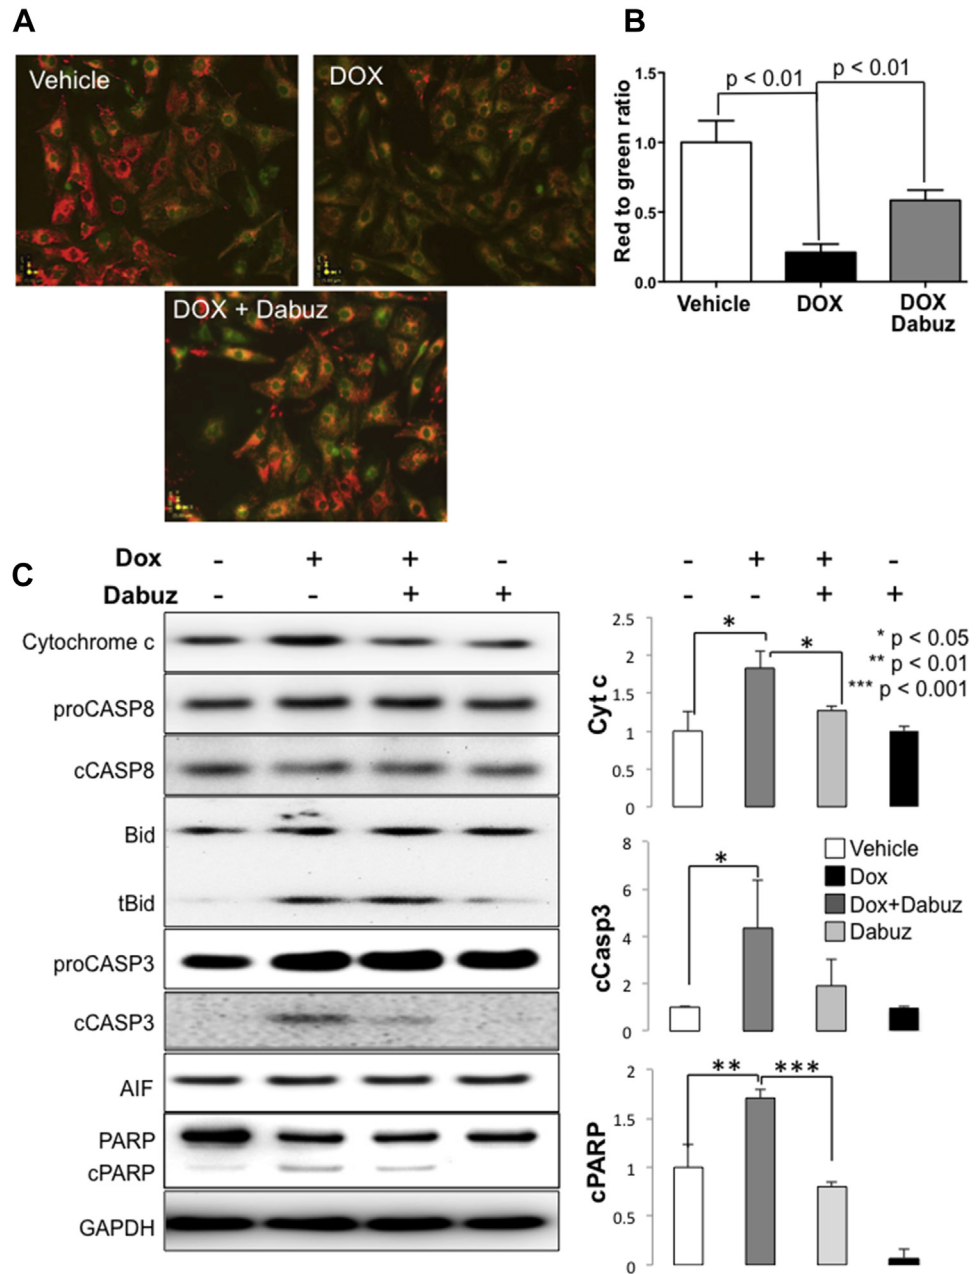 A
B
Vehicle
DOX
DOX + Dabuz
Red to green ratio
1.5
1.0
0.5
0.0
p < 0.01
p < 0.01
Vehicle
DOX
DOX
Dabuz
C
Dox - + + -
Dabuz - - + +
Cytochrome c
proCASP8
cCASP8
Bid
tBid
proCASP3
cCASP3
AIF
PARP
cPARP
GAPDH
- + + -
- - + +
Cyt c
2.5
2
1.5
1
0.5
0
*
*
* p < 0.05
** p < 0.01
*** p < 0.001
cCasp3
8
6
4
2
0
*
Vehicle
Dox
Dox+Dabuz
Dabuz
cPARP
2
1.5
1
0.5
0
**
***